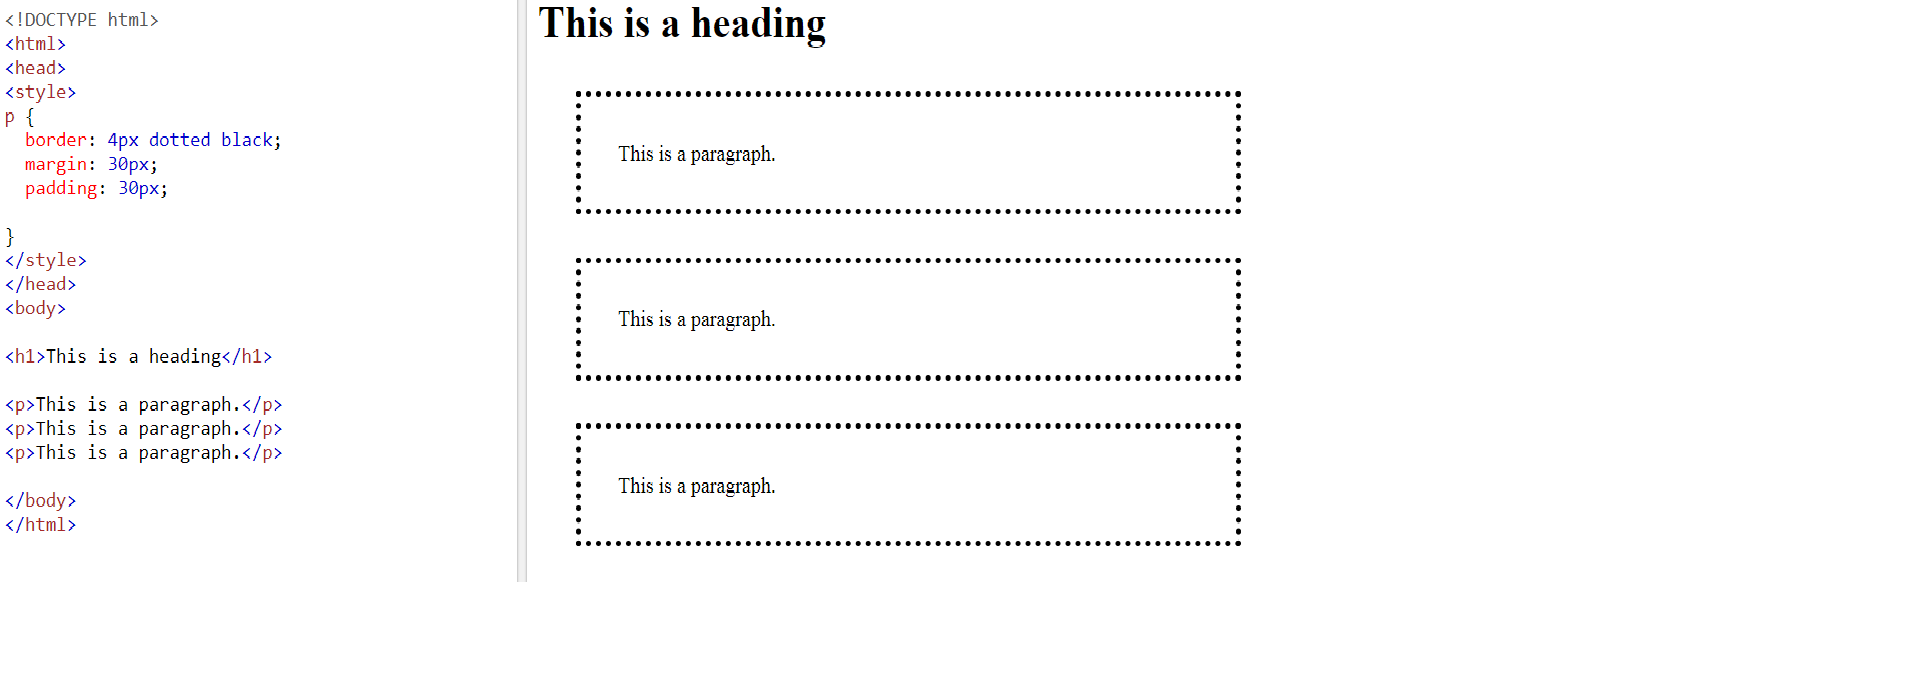 <!DOCTYPE html>
<html>
<head>
<style>
p {
  border: 4px dotted black;
  margin: 30px;
  padding: 30px;

}
</style>
</head>
<body>

<h1>This is a heading</h1>

<p>This is a paragraph.</p>
<p>This is a paragraph.</p>
<p>This is a paragraph.</p>

</body>
</html>
This is a heading
This is a paragraph.
This is a paragraph.
This is a paragraph.